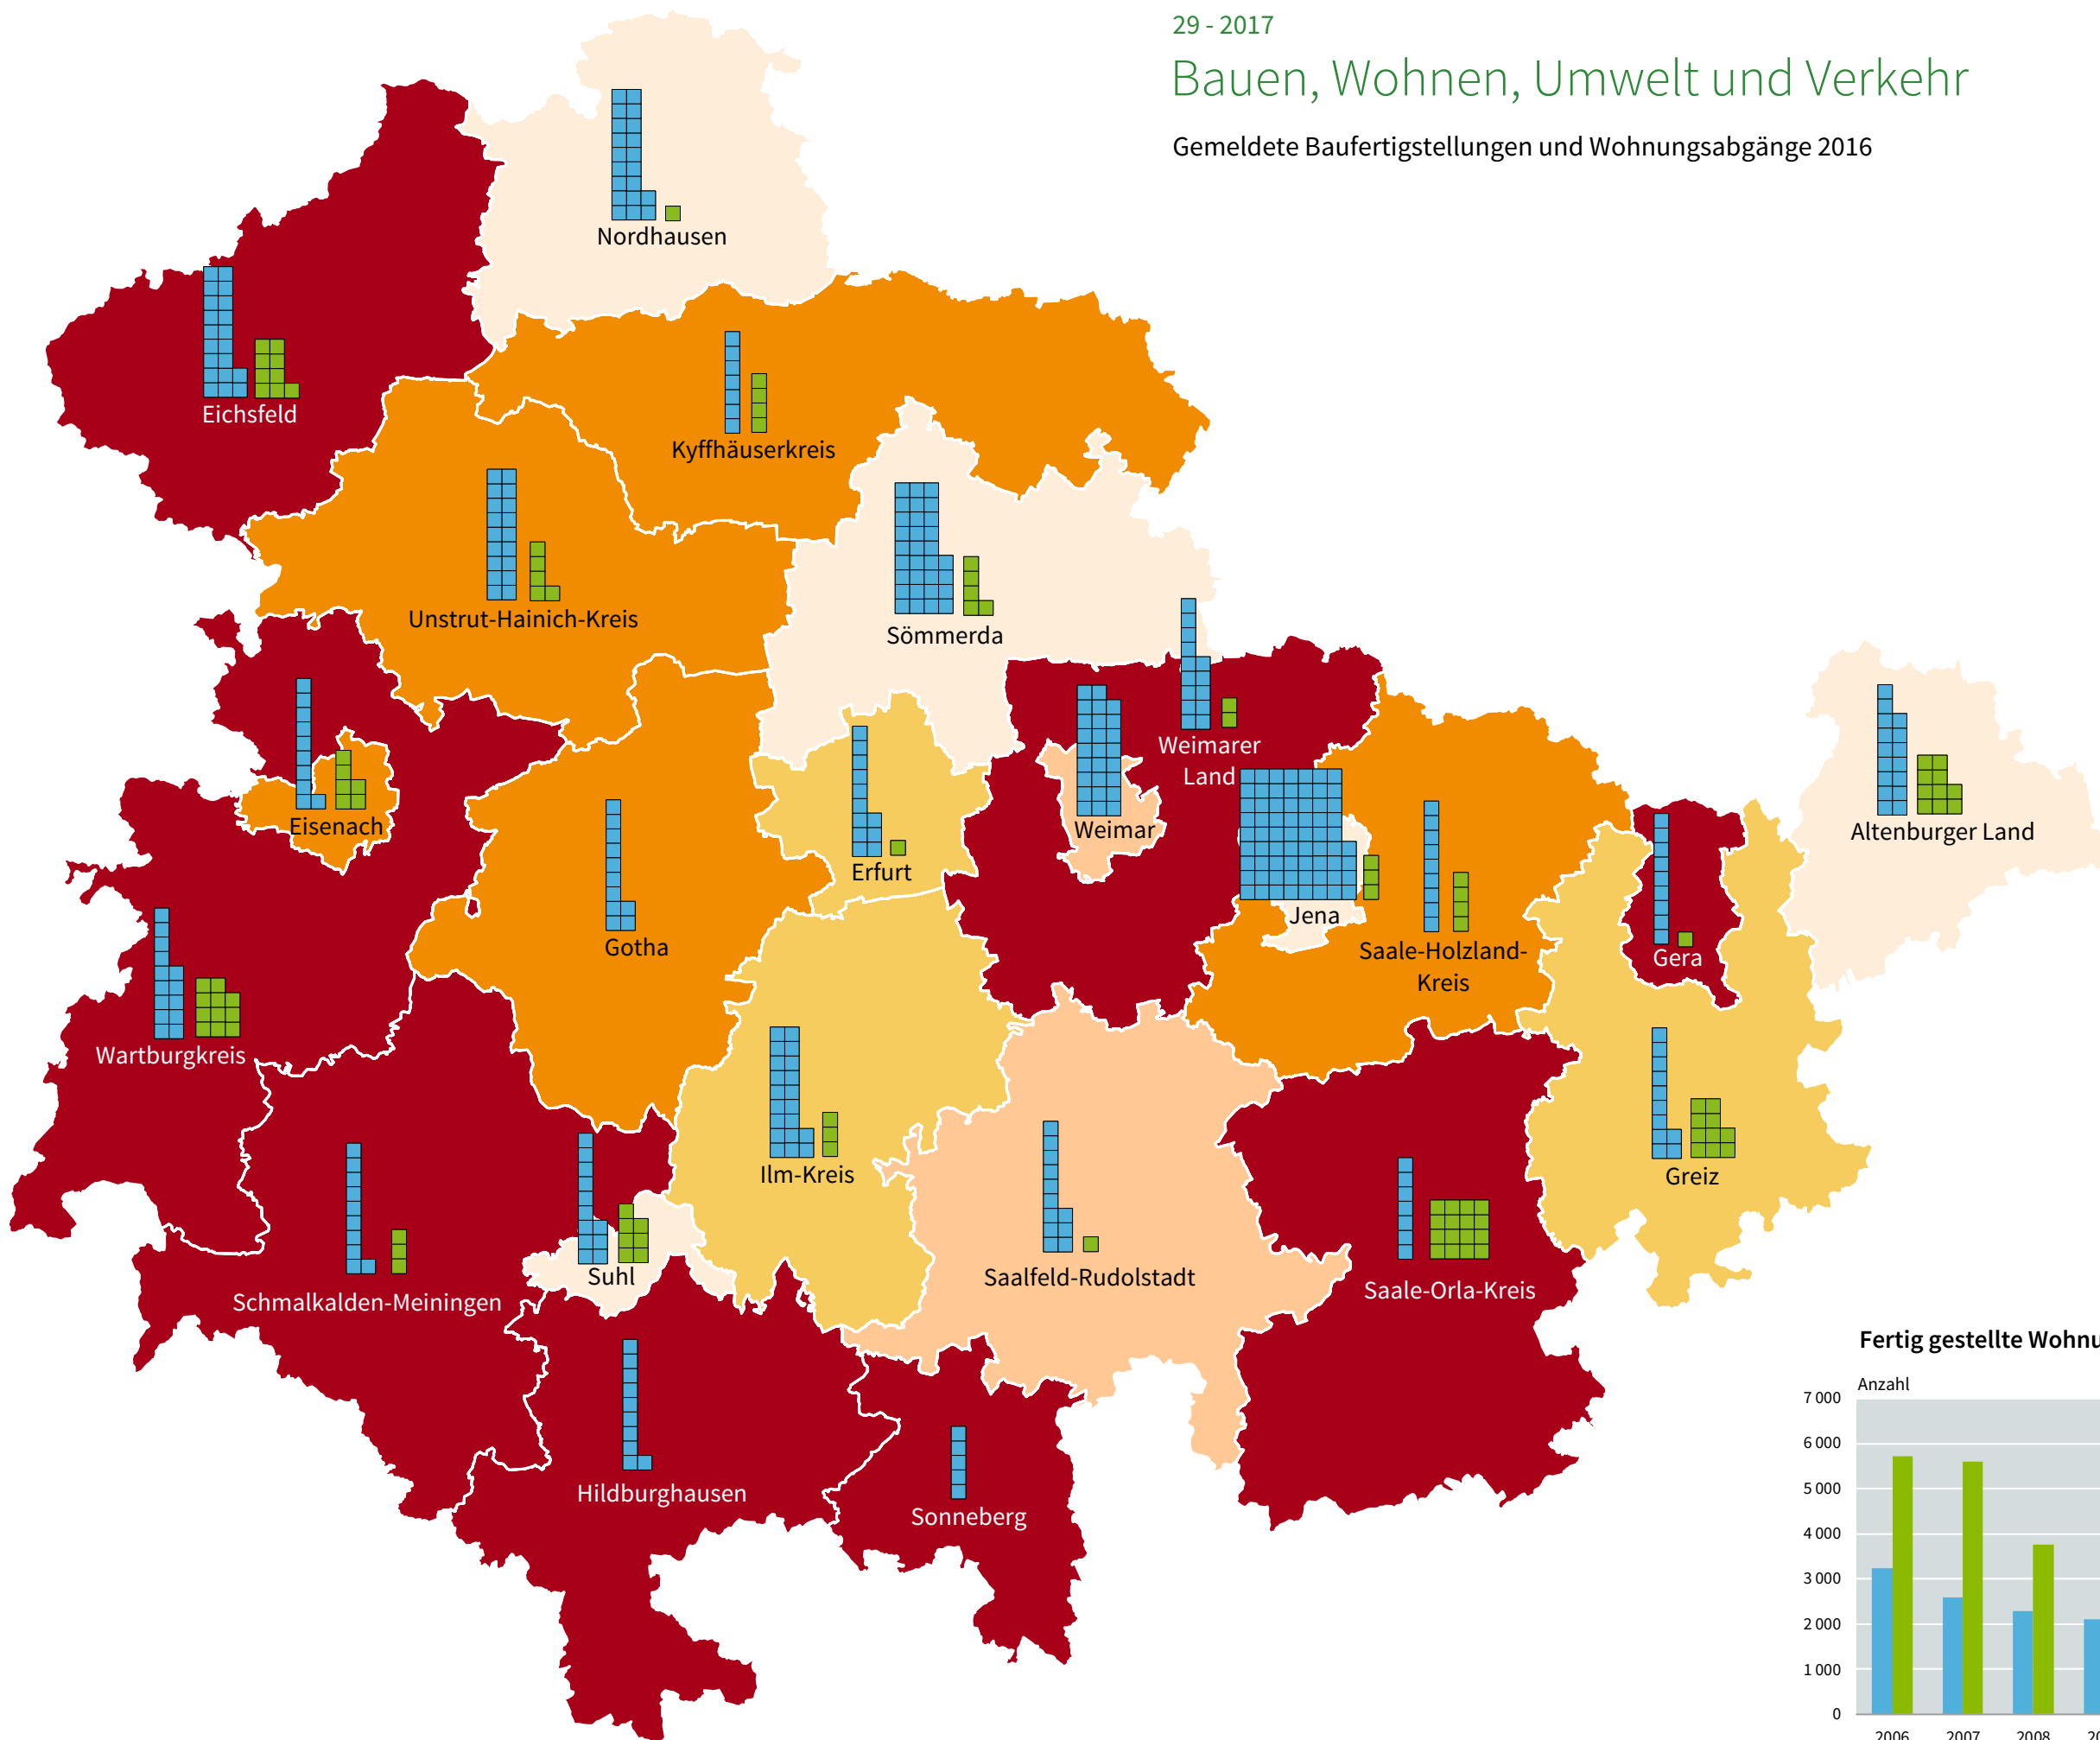 29 - 2017
Bauen, Wohnen, Umwelt und Verkehr
Gemeldete Baufertigstellungen und Wohnungsabgänge 2016
Nordhausen
Eichsfeld
Kyffhäuserkreis
Unstrut-Hainich-Kreis
Sömmerda
Weimarer
Land
Eisenach
Weimar
Altenburger Land
Erfurt
Jena
Gotha
Saale-Holzland-
Kreis
Gera
Wartburgkreis
Ilm-Kreis
Greiz
Suhl
Saalfeld-Rudolstadt
Saale-Orla-Kreis
Schmalkalden-Meiningen
Hildburghausen
Sonneberg
Fertig gestellte
Anzahl
7 000
6 000
5 000
4 000
3 000
2 000
1 000
0
2006 2007 2008